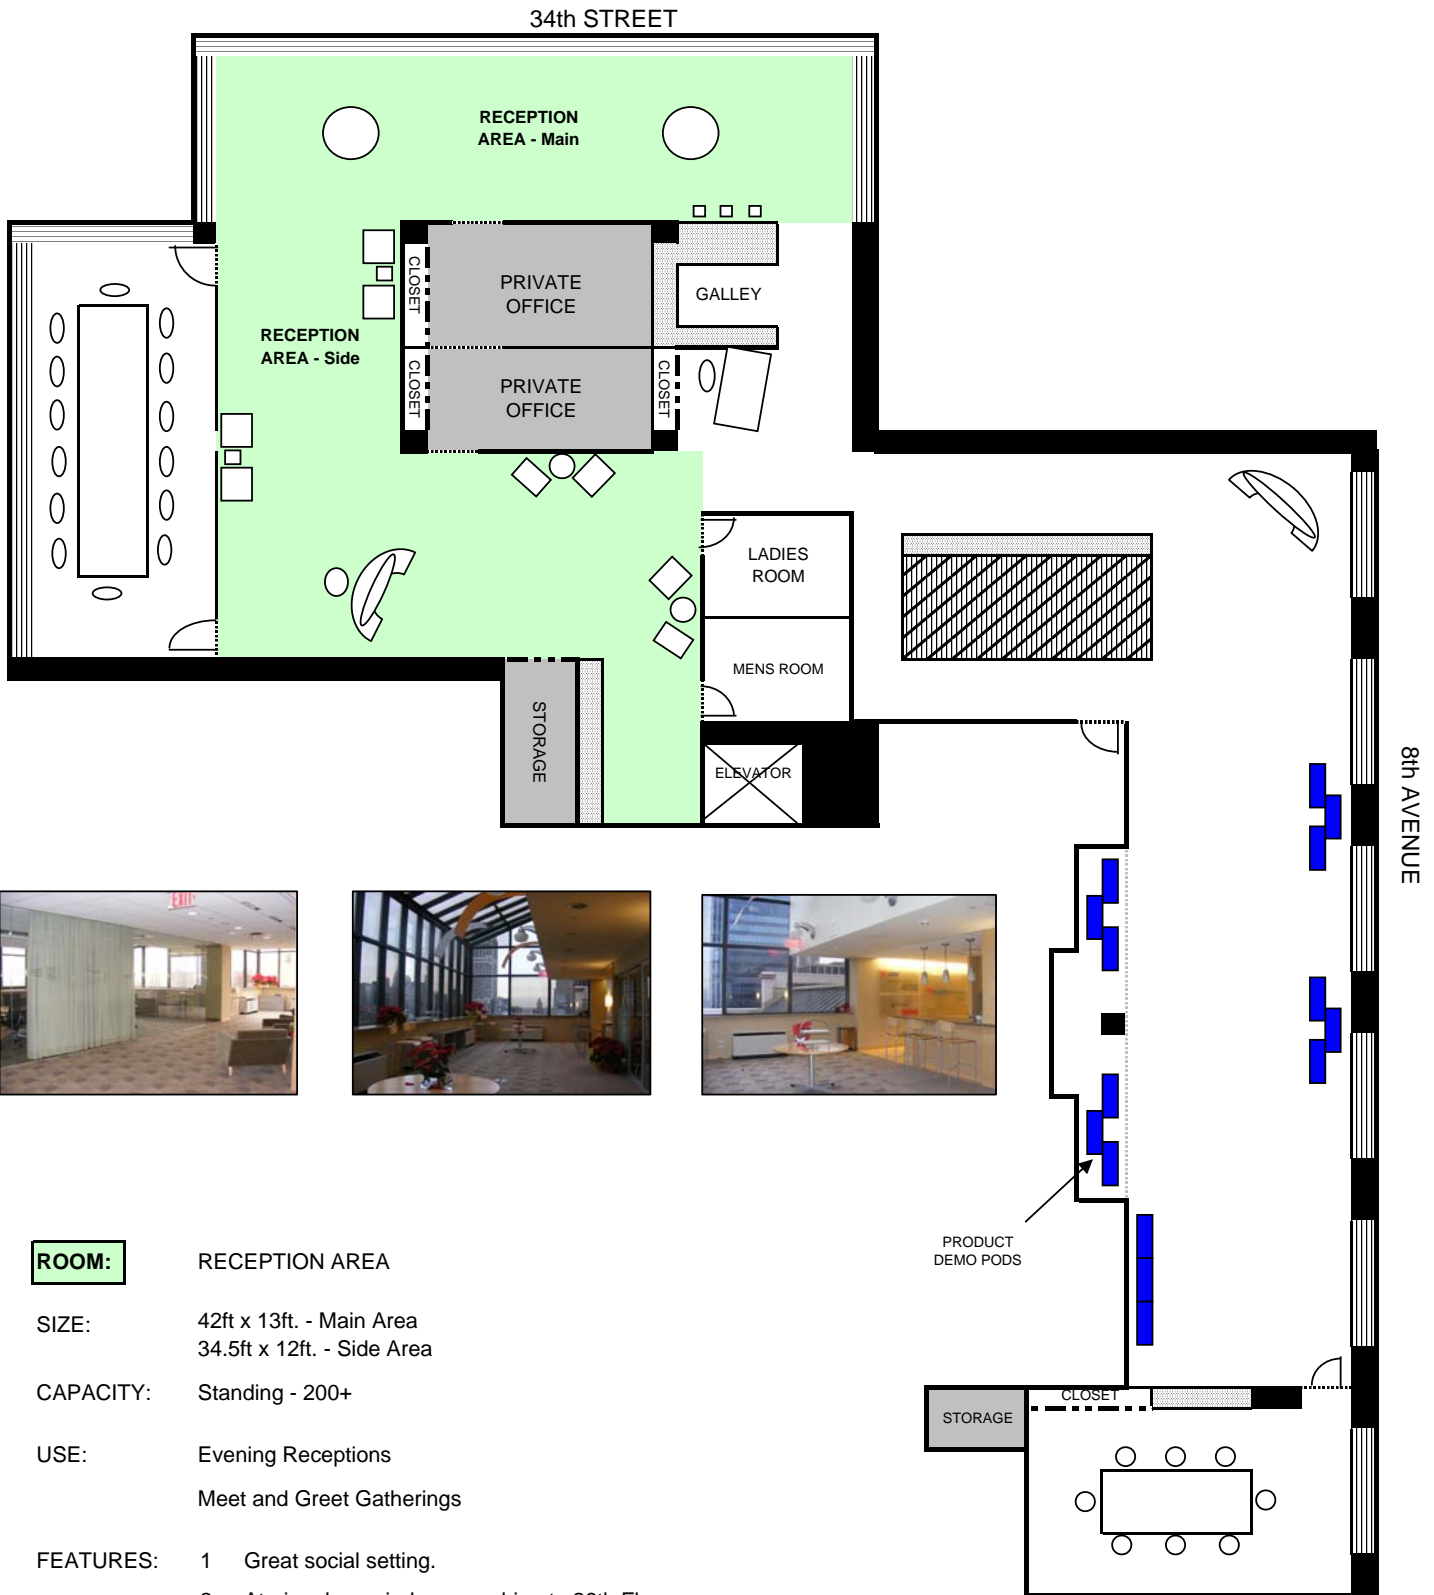 34th STREET
RECEPTION
AREA - Main
CLOSET
PRIVATE
OFFICE
GALLEY
RECEPTION
AREA - Side
CLOSET
PRIVATE
OFFICE
CLOSET
LADIES
ROOM
MENS ROOM
STORAGE
ELEVATOR
8th AVENUE
EXIT
PRODUCT
DEMO PODS
ROOM: RECEPTION AREA
SIZE: 42ft x 13ft. - Main Area
34.5ft x 12ft. - Side Area
CAPACITY: Standing - 200+
USE: Evening Receptions
Meet and Greet Gatherings
FEATURES: 1 Great social setting.
CLOSET
STORAGE